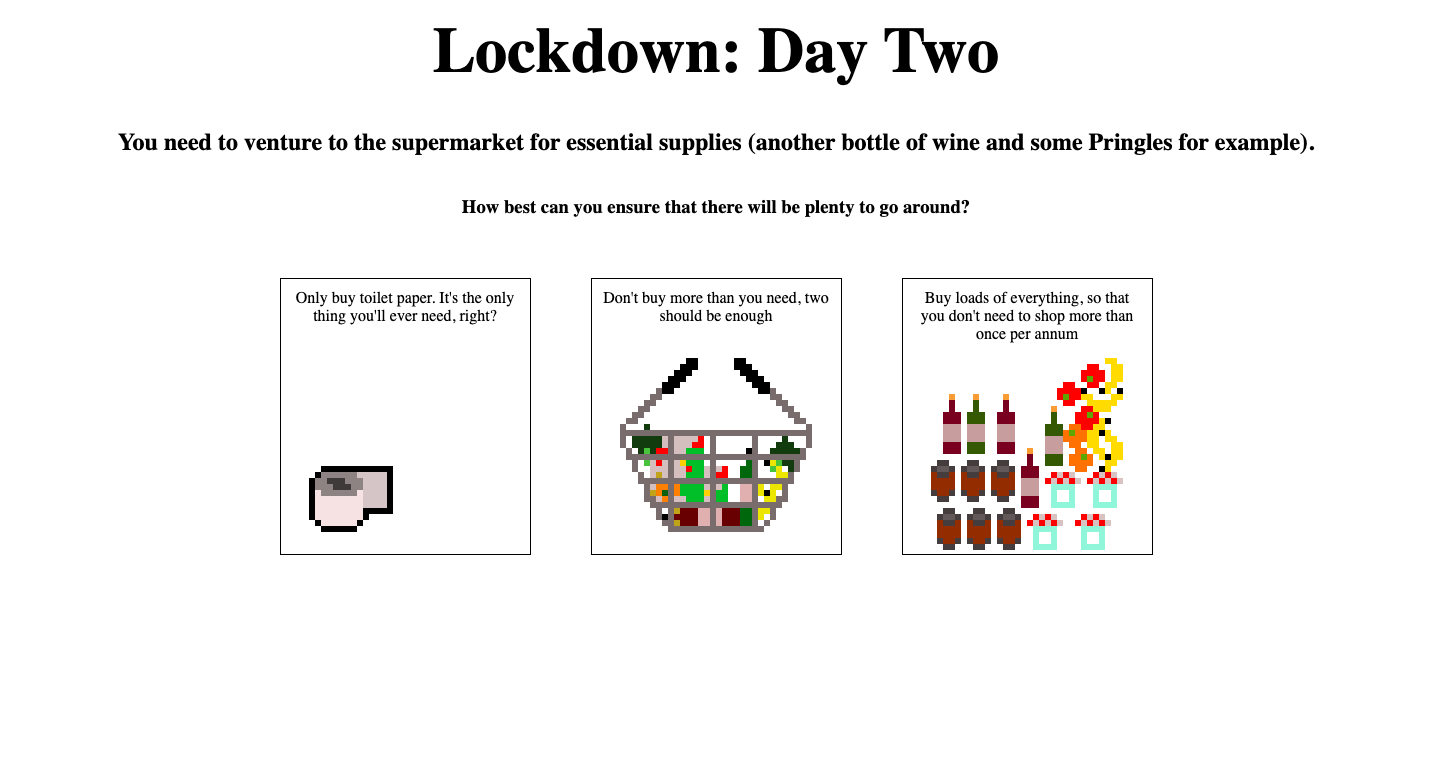 Lockdown: Day Two
You need to venture to the supermarket for essential supplies (another bottle of wine and some Pringles for example).
How best can you ensure that there will be plenty to go around?
Only buy toilet paper. It's the only
thing you'll ever need, right?
Don't buy more than you need, two
should be enough
Buy loads of everything, so that
you don't need to shop more than
once per annum